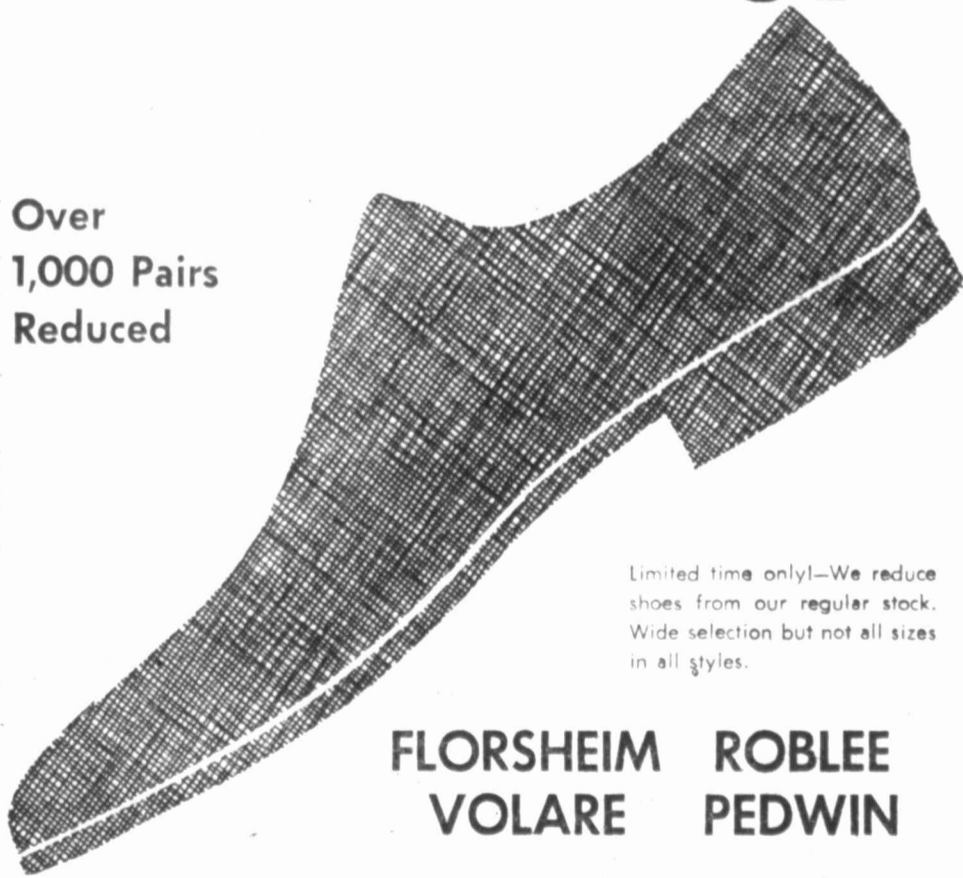 Over
1,000 Pairs
Reduced
Limited time only!—We reduce
shoes from our regular stock.
Wide selection but not all sizes
in all styles.
FLORSHEIM ROBLEE
VOLARE PEDWIN